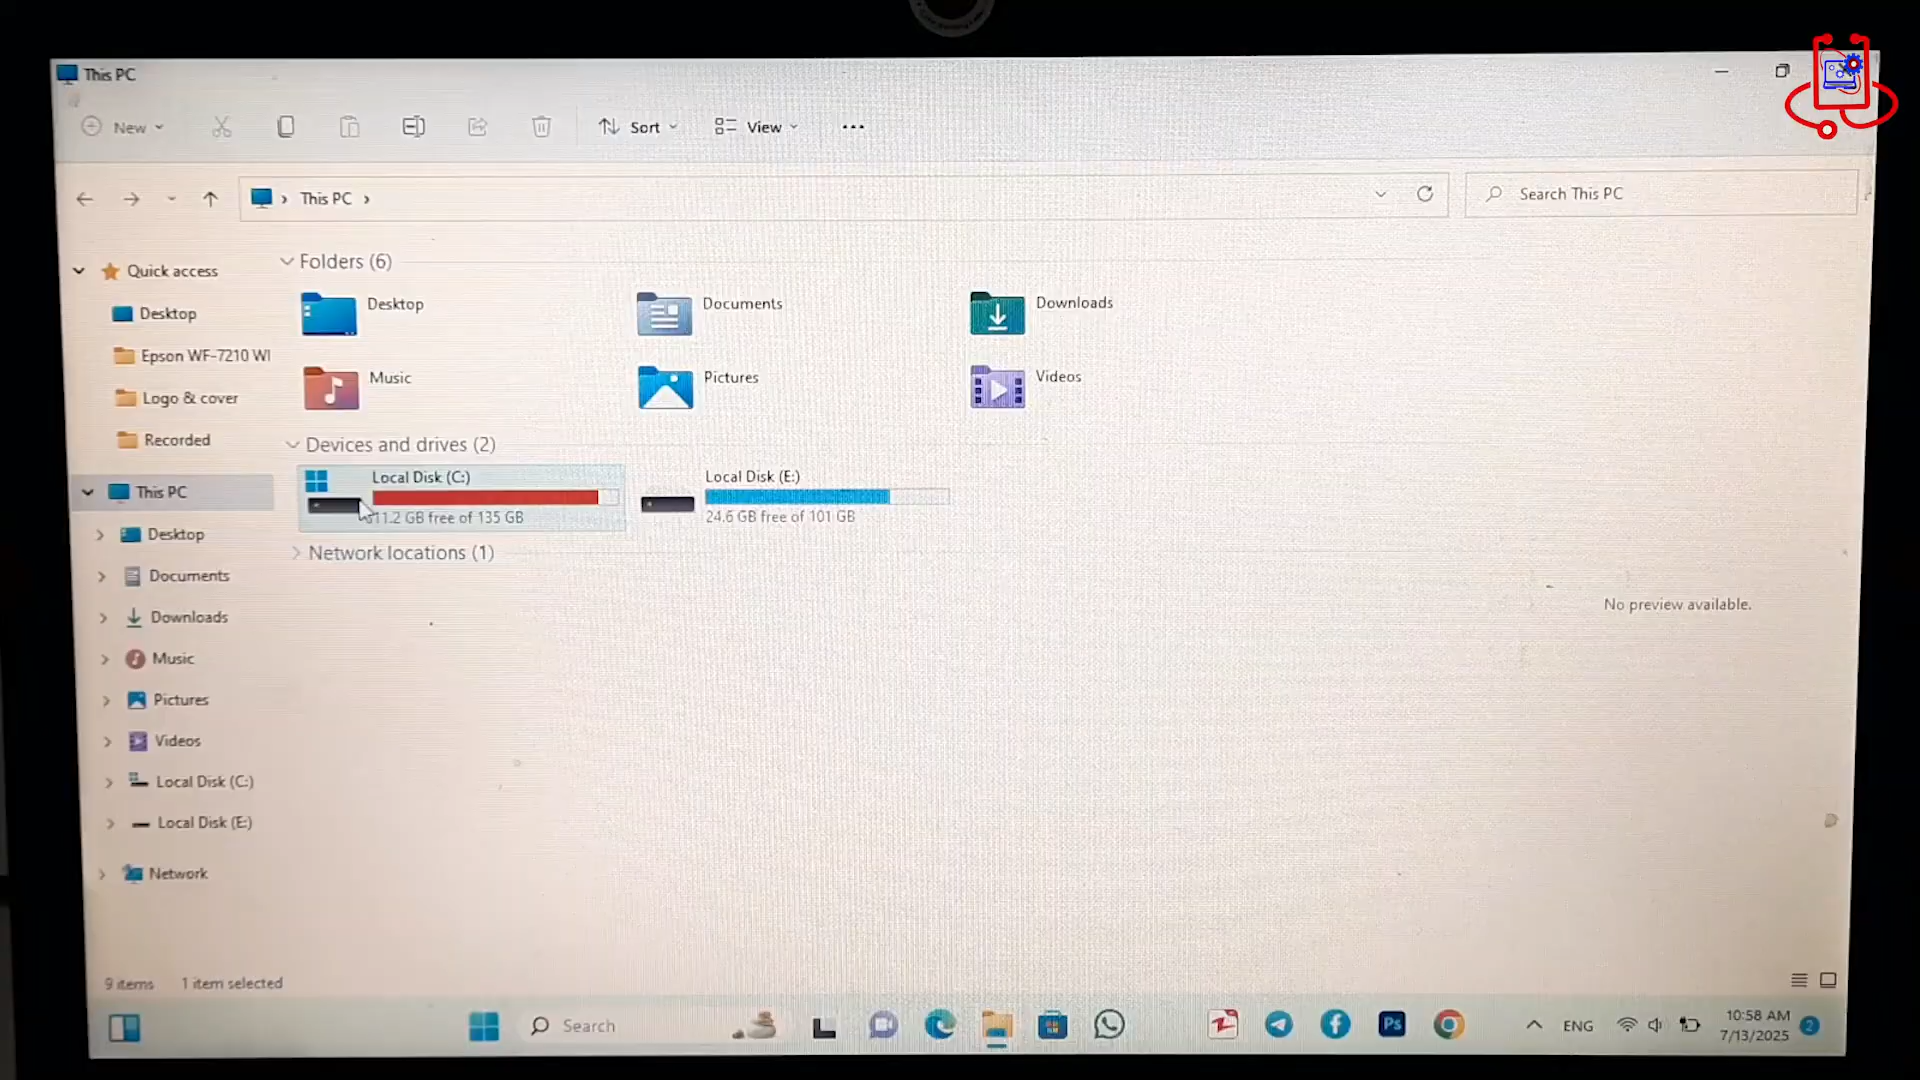 This PC
New
Sort
View
This PC
Search This PC
Quick access
Desktop
Epson WF-7210 WI
Logo & cover
Recorded
This PC
Desktop
Documents
Downloads
Music
Pictures
Videos
Local Disk (C:)
Local Disk (E:)
Network
Folders (6)
Desktop
Documents
Downloads
Music
Pictures
Videos
Devices and drives (2)
Local Disk (C:)
11.2 GB free of 135 GB
Local Disk (E:)
24.6 GB free of 101 GB
Network locations (1)
No preview available.
9 items
1 item selected
Search
Ps
ENG
10:58 AM
7/13/2025
2